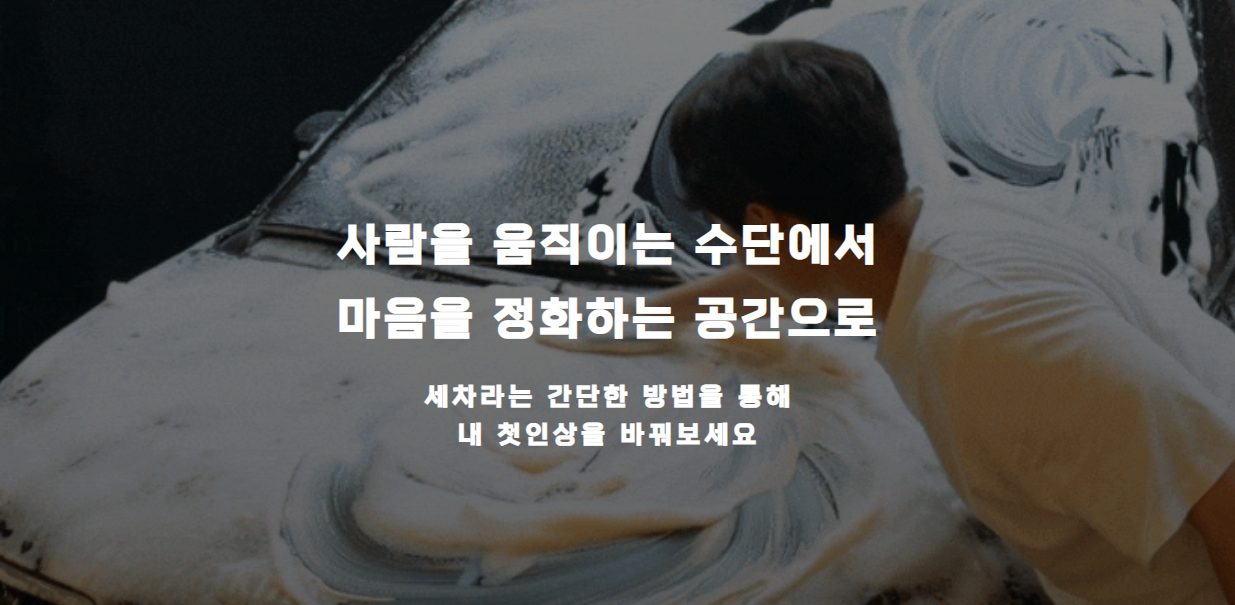 사람을 움직이는 수단에서
마음을 정화하는 공간으로
세차라는 간단한 방법을 통해
내 첫인상을 바꿔보세요